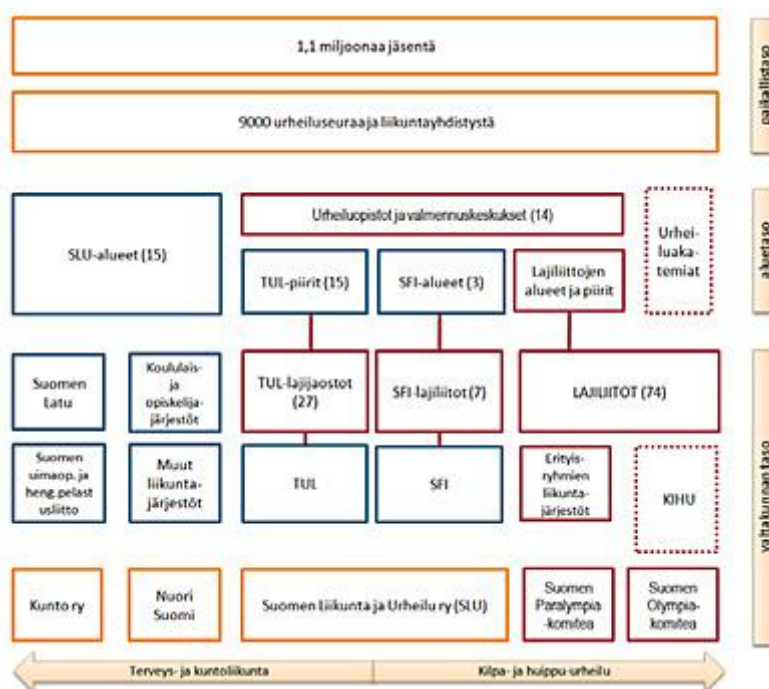 1,1 miljoonaa jäsentä
9000 urheiluseuraa ja liikuntayhdistystä
paikallistaso
SLU-alueet (15)
Urheiluopistot ja valmennuskeskukset (14)
TUL-piirit (15)
SFI-alueet (3)
Lajiliittojen
alueet ja piirit
Urhei-
luaka-
temiat
aluetaso
Suomen
Latu
Koululais-
ja
opiskelija-
järjestöt
TUL-lajijaostot
(27)
SFI-lajiliitot (7)
LAJILIITOT (74)
Suomen
uimaop. ja
heng.pelast
usliitto
Muut
liikunta-
järjestöt
TUL
SFI
Erityis-
ryhmien
liikunta-
järjestöt
KIHU
valtakunnan taso
Kunto ry
Nuori
Suomi
Suomen Liikunta ja Urheilu ry (SLU)
Suomen
Paralympia
-komitea
Suomen
Olympia-
komitea
Terveys- ja kuntoliikunta
Kilpa- ja huippu-urheilu